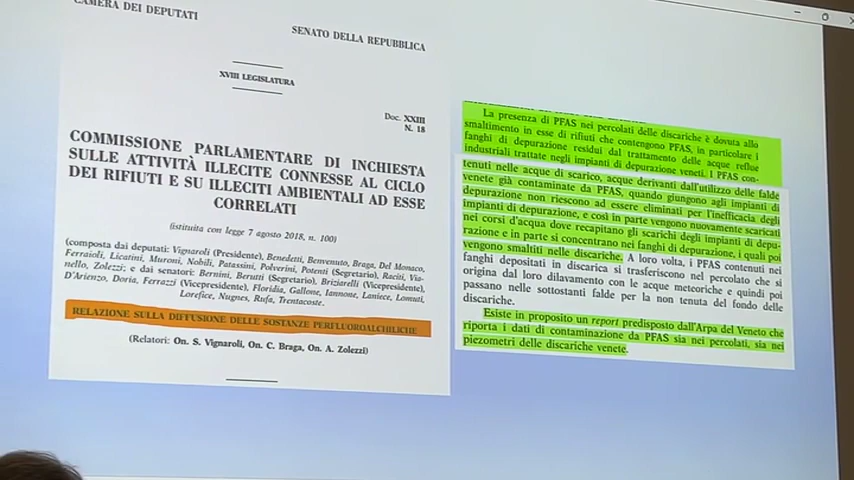 CAMERA DEI DEPUTATI
SENATO DELLA REPUBBLICA
XVIII LEGISLATURA
Doc. XXIII
N. 18
COMMISSIONE PARLAMENTARE DI INCHIESTA
SULLE ATTIVITÀ ILLECITE CONNESSE AL CICLO
DEI RIFIUTI E SU ILLECITI AMBIENTALI AD ESSE
CORRELATI
(istituita con legge 7 agosto 2018, n. 100)
(composta dai deputati: Vignaroli (Presidente), Benedetti, Benvenuto, Braga, Del Monaco,
Ferraioli, Licatini, Muroni, Nobili, Patassini, Polverini, Potenti (Segretario), Raciti, Via-
nello, Zolezzi; e dai senatori: Bernini, Berutti (Segretario), Briziarelli (Vicepresidente),
D'Arienzo, Doria, Ferrazzi (Vicepresidente), Floridia, Gallone, Iannone, Laniece, Lomuti,
Lorefice, Nugnes, Rufa, Trentacoste.
RELAZIONE SULLA DIFFUSIONE DELLE SOSTANZE PERFLUOROALCHILICHE
(Relatori: On. S. Vignaroli, On. C. Braga, On. A. Zolezzi)
La presenza di PFAS nei percolati delle discariche è dovuta allo
smaltimento in esse di rifiuti che contengono PFAS, in particolare i
fanghi di depurazione residui dal trattamento delle acque reflue
industriali trattate negli impianti di depurazione veneti. I PFAS con-
tenuti nelle acque di scarico, acque derivanti dall'utilizzo delle falde
venete già contaminate da PFAS, quando giungono agli impianti di
depurazione non riescono ad essere eliminati per l'inefficacia degli
impianti di depurazione, e così in parte vengono nuovamente scaricati
nei corsi d'acqua dove recapitano gli scarichi degli impianti di depu-
razione e in parte si concentrano nei fanghi di depurazione, i quali poi
vengono smaltiti nelle discariche. A loro volta, i PFAS contenuti nei
fanghi depositati in discarica si trasferiscono nel percolato che si
origina dal loro dilavamento con le acque meteoriche e quindi poi
passano nelle sottostanti falde per la non tenuta del fondo delle
discariche.
Esiste in proposito un report predisposto dall'Arpa del Veneto che
riporta i dati di contaminazione da PFAS sia nei percolati, sia nei
piezometri delle discariche venete.